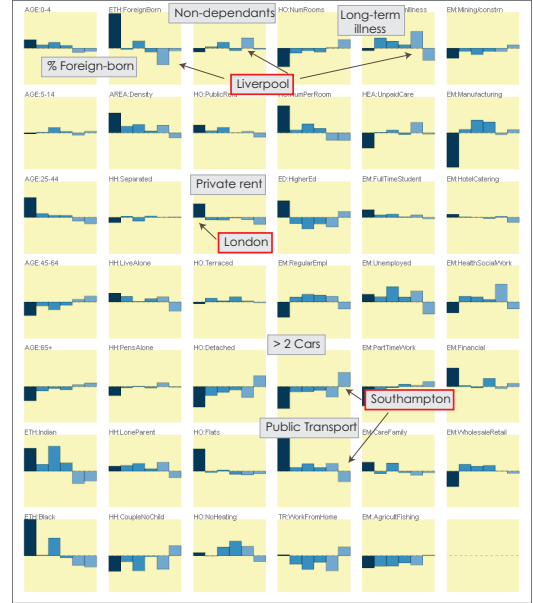 AGE:0-4
ETH:ForeignBorn
Non-dependants
HO:NumRooms
Long-term
illness
EM:Mining/constrn
% Foreign-born
Liverpool
AGE:5-14
AREA:Density
HO:PublicRent
HO:NumPerRoom
HEA:UnpaidCare
EM:Manufacturing
AGE:25-44
HH:Separated
Private rent
ED:HigherEd
EM:FullTimeStudent
EM:HotelCatering
London
AGE:45-64
HH:LiveAlone
HO:Terraced
EM:RegularEmpl
EM:Unemployed
EM:HealthSocialWork
AGE:65+
HH:PensAlone
HO:Detached
> 2 Cars
EM:PartTimeWork
EM:Financial
Southampton
ETH:Indian
HH:LoneParent
HO:Flats
Public Transport
EM:CareFamily
EM:WholesaleRetail
ETH:Black
HH:CoupleNoChild
HO:NoHeating
TR:WorkFromHome
EM:AgricultFishing